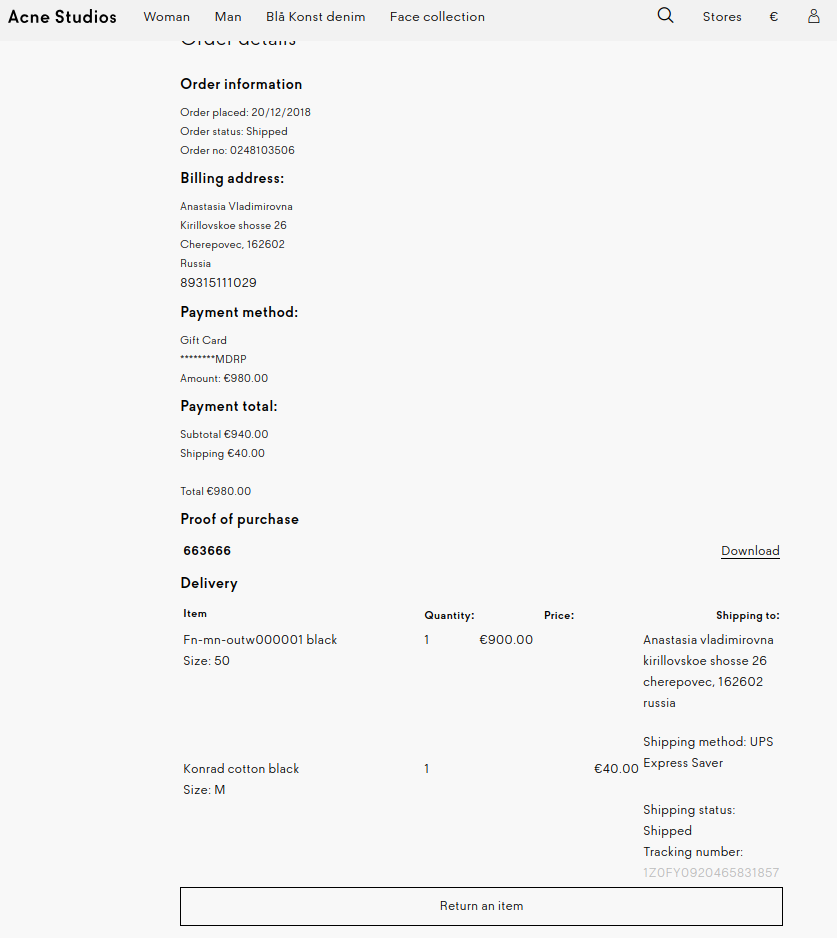 Acne Studios Woman Man Blå Konst denim Face collection Stores €
Order details
Order information
Order placed: 20/12/2018
Order status: Shipped
Order no: 0248103506
Billing address:
Anastasia Vladimirovna
Kirillovskoe shosse 26
Cherepovec, 162602
Russia
89315111029
Payment method:
Gift Card
********MDRP
Amount: €980.00
Payment total:
Subtotal €940.00
Shipping €40.00
Total €980.00
Proof of purchase
663666 Download
Delivery
Item Quantity: Price: Shipping to:
Fn-mn-outw000001 black 1 €900.00 Anastasia vladimirovna
Size: 50 kirillovskoe shosse 26
cherepovec, 162602
russia
Shipping method: UPS
Konrad cotton black 1 €40.00 Express Saver
Size: M
Shipping status:
Shipped
Tracking number:
1Z0FY0920465831857
Return an item